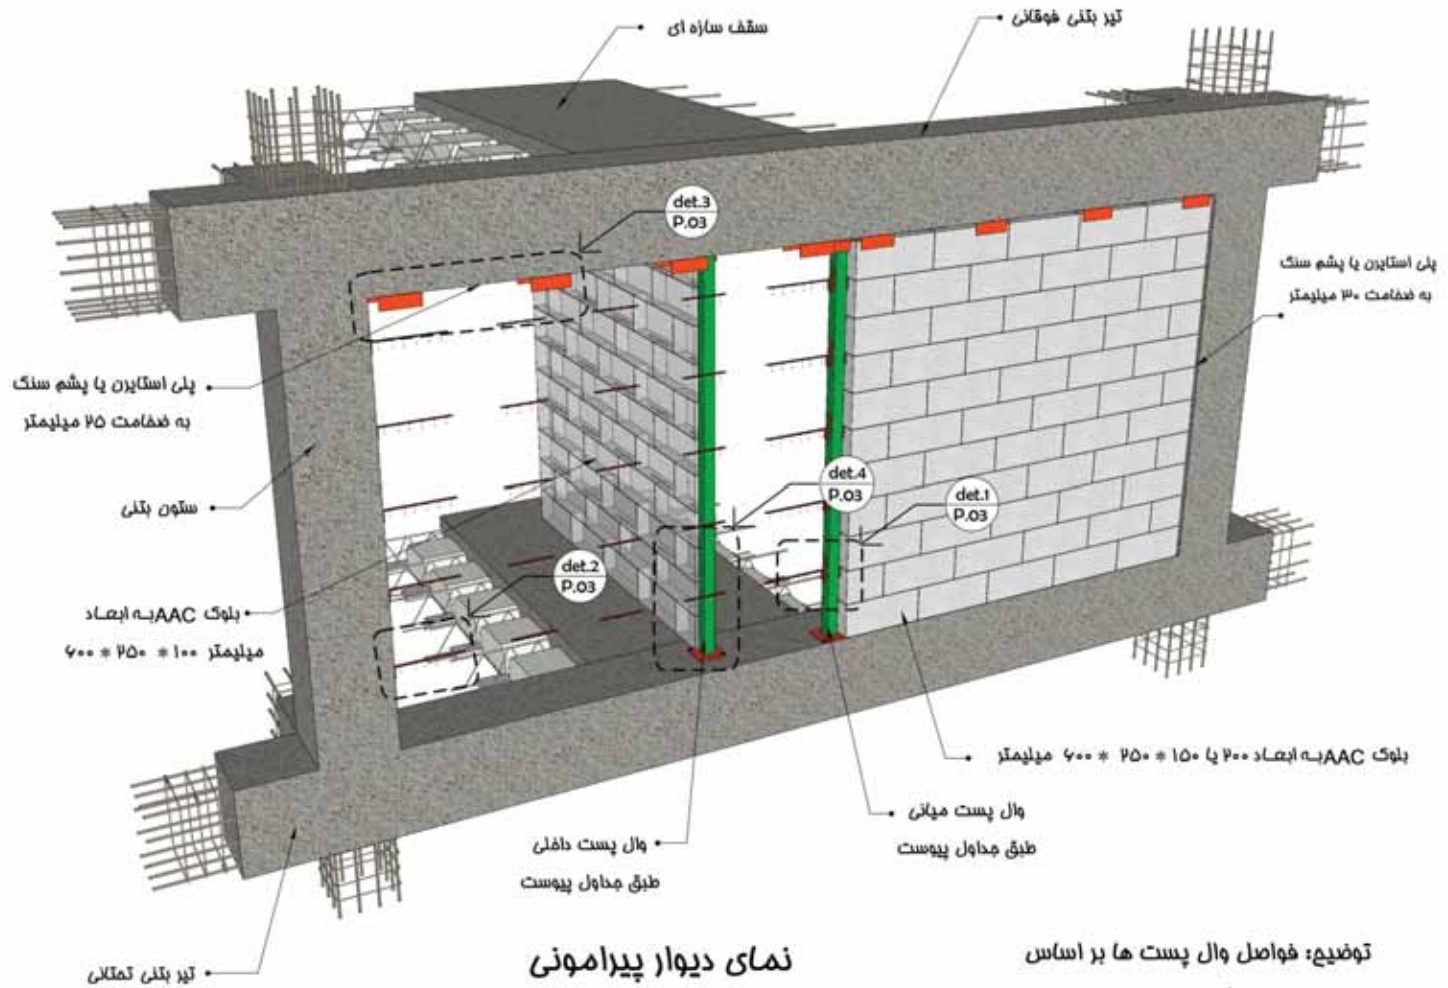 سقف سازه ای
تیر بتنی فوقانی
det.3
P.03
پلی استایرن یا پشم سنگ
به ضخامت ۳۰ میلیمتر
پلی استایرن یا پشم سنگ
به ضخامت ۲۵ میلیمتر
det.4
P.03
det.1
P.03
ستون بتنی
det.2
P.03
بلوک AACبه ابعاد
۶۰۰ * ۲۵۰ * ۱۰۰ میلیمتر
بلوک AACبه ابعاد ۲۰۰ یا ۱۵۰ * ۲۵۰ * ۶۰۰ میلیمتر
وال پست میانی
طبق جداول پیوست
وال پست داخلی
طبق جداول پیوست
تیر بتنی تحتانی
نمای دیوار پیرامونی
توضیح: فواصل وال پست ها بر اساس